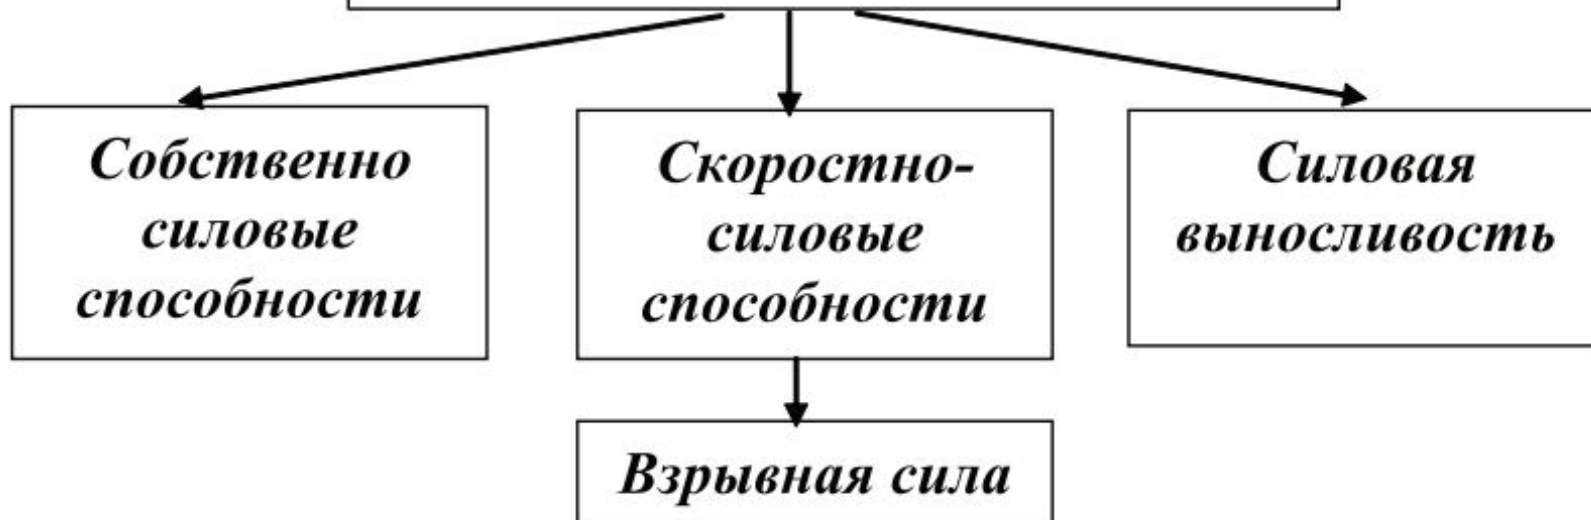 Собственно
силовые
способности
Скоростно-
силовые
способности
Силовая
выносливость
Взрывная сила